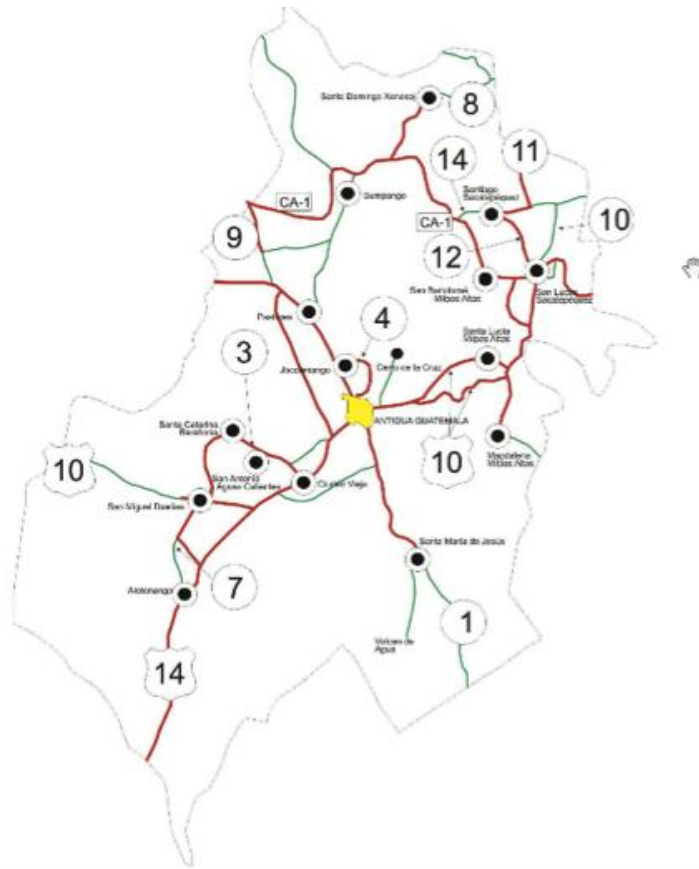 Santo Domingo Xenacoj
8
11
14
Santiago
Sacatepéquez
CA-1
Sumpango
CA-1
10
9
12
San Bartolomé
Milpas Altas
San Lucas
Sacatepéquez
Pastores
4
Santa Lucía
Milpas Altas
3
Jocotenango
Cerro de la Cruz
Santa Catarina
Barahona
ANTIGUA GUATEMALA
10
10
San Antonio
Aguas Calientes
Magdalena
Milpas Altas
Ciudad Vieja
San Miguel Dueñas
Santa María de Jesús
7
Alotenango
1
Volcán de
Agua
14